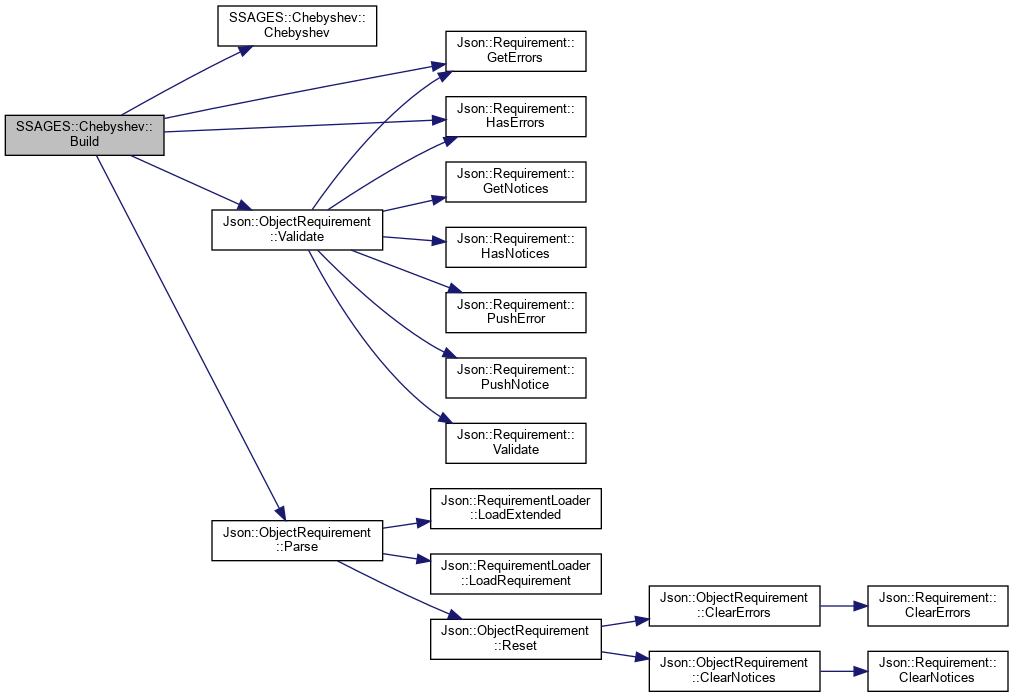 SSAGES::Chebyshev::
Chebyshev
Json::Requirement::
GetErrors
Json::Requirement::
HasErrors
SSAGES::Chebyshev::
Build
Json::Requirement::
GetNotices
Json::ObjectRequirement
::Validate
Json::Requirement::
HasNotices
Json::Requirement::
PushError
Json::Requirement::
PushNotice
Json::Requirement::
Validate
Json::RequirementLoader
::LoadExtended
Json::ObjectRequirement
::Parse
Json::RequirementLoader
::LoadRequirement
Json::ObjectRequirement
::Reset
Json::ObjectRequirement
::ClearErrors
Json::Requirement::
ClearErrors
Json::ObjectRequirement
::ClearNotices
Json::Requirement::
ClearNotices